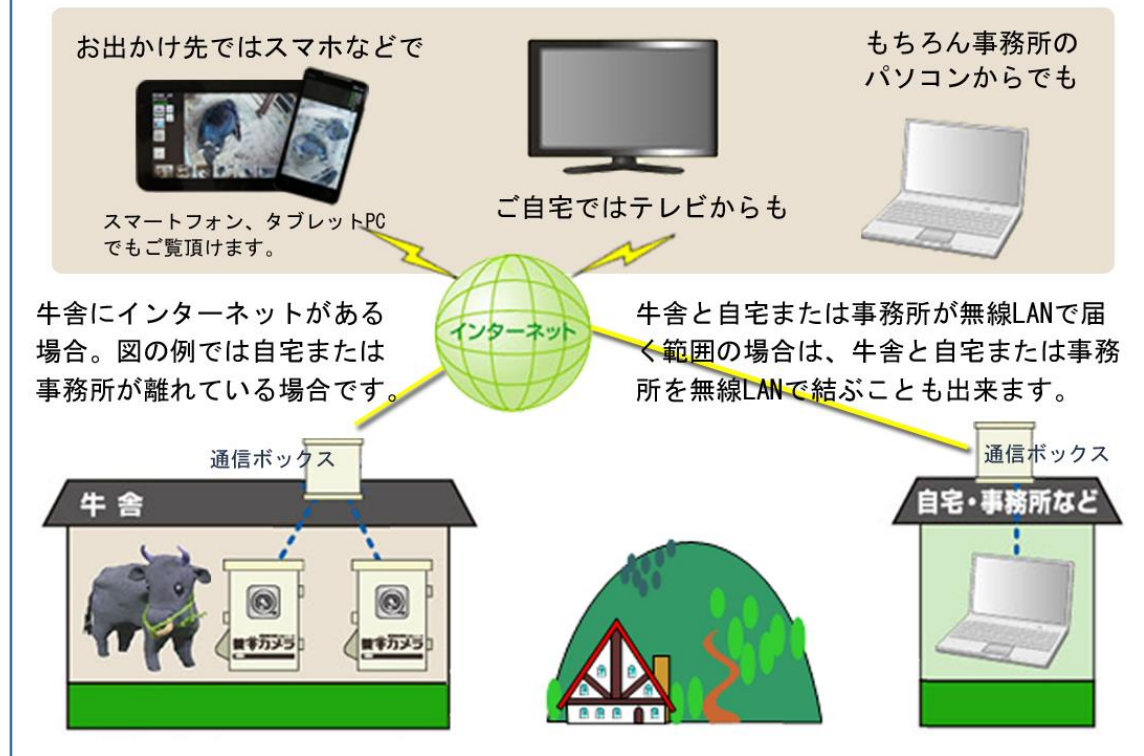 お出かけ先ではスマホなどで
スマートフォン、タブレットPC
でもご覧頂けます。
ご自宅ではテレビからも
もちろん事務所の
パソコンからでも
インターネット
牛舎にインターネットがある
場合。図の例では自宅または
事務所が離れている場合です。
牛舎と自宅または事務所が無線LANで届
く範囲の場合は、牛舎と自宅または事務
所を無線LANで結ぶことも出来ます。
通信ボックス
牛舎
通信ボックス
自宅・事務所など